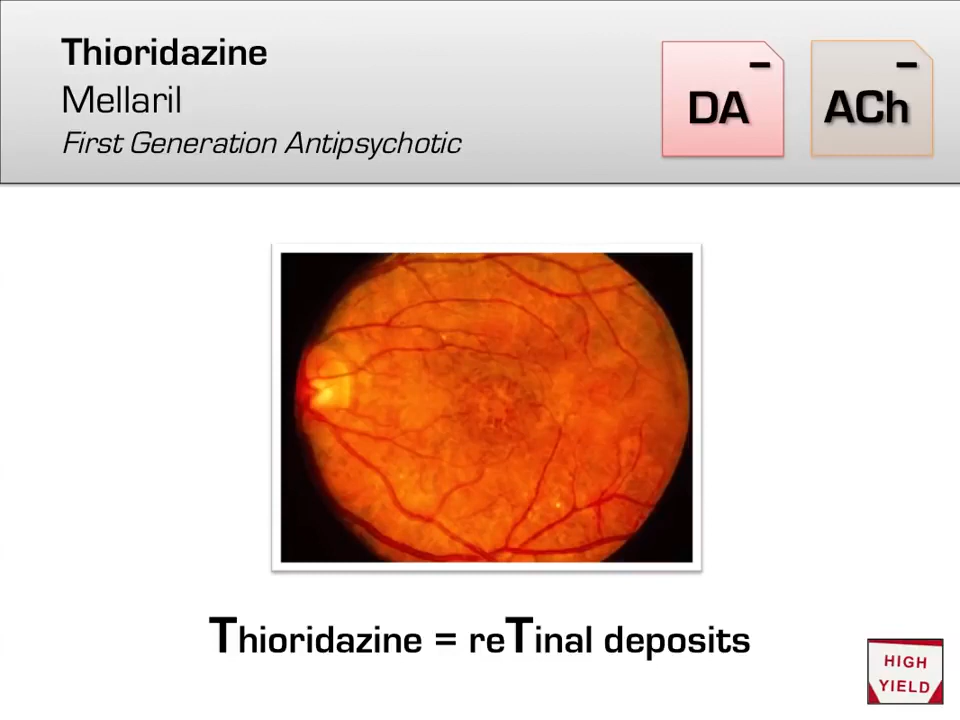 Thioridazine
Mellaril
First Generation Antipsychotic
– DA
– ACh
Thioridazine = reTinal deposits
HIGH
YIELD